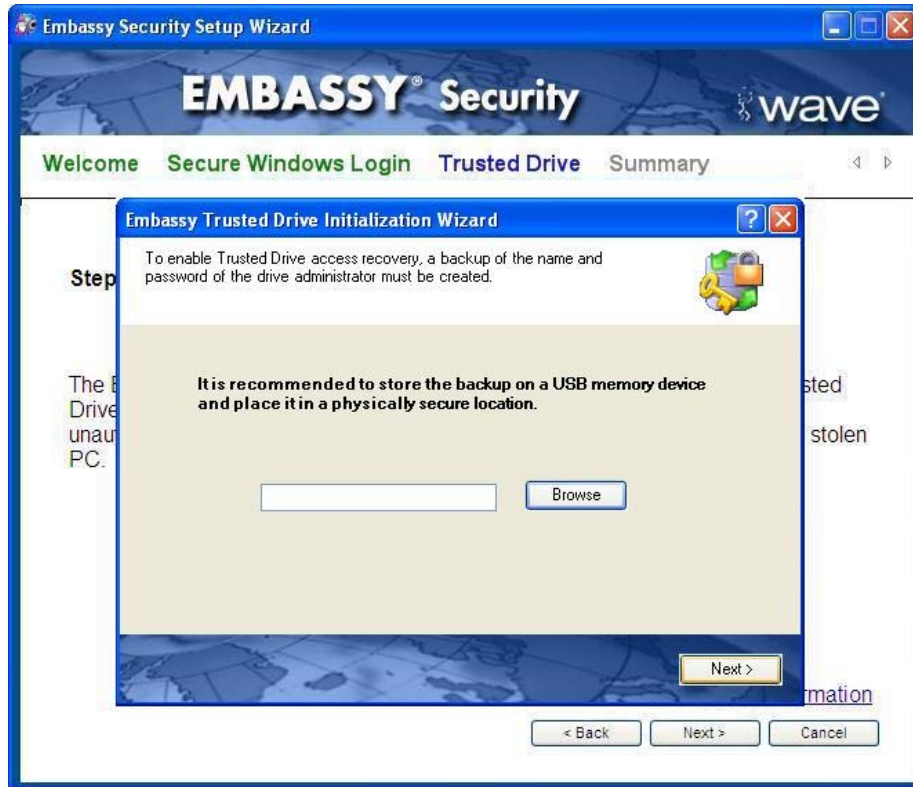 Embassy Security Setup Wizard
EMBASSY® Security
wave
Welcome Secure Windows Login Trusted Drive Summary
Embassy Trusted Drive Initialization Wizard
To enable Trusted Drive access recovery, a backup of the name and
password of the drive administrator must be created.
Step
It is recommended to store the backup on a USB memory device
and place it in a physically secure location.
The
sted
Drive
unau
stolen
PC.
Browse
Next >
rmation
< Back Next > Cancel